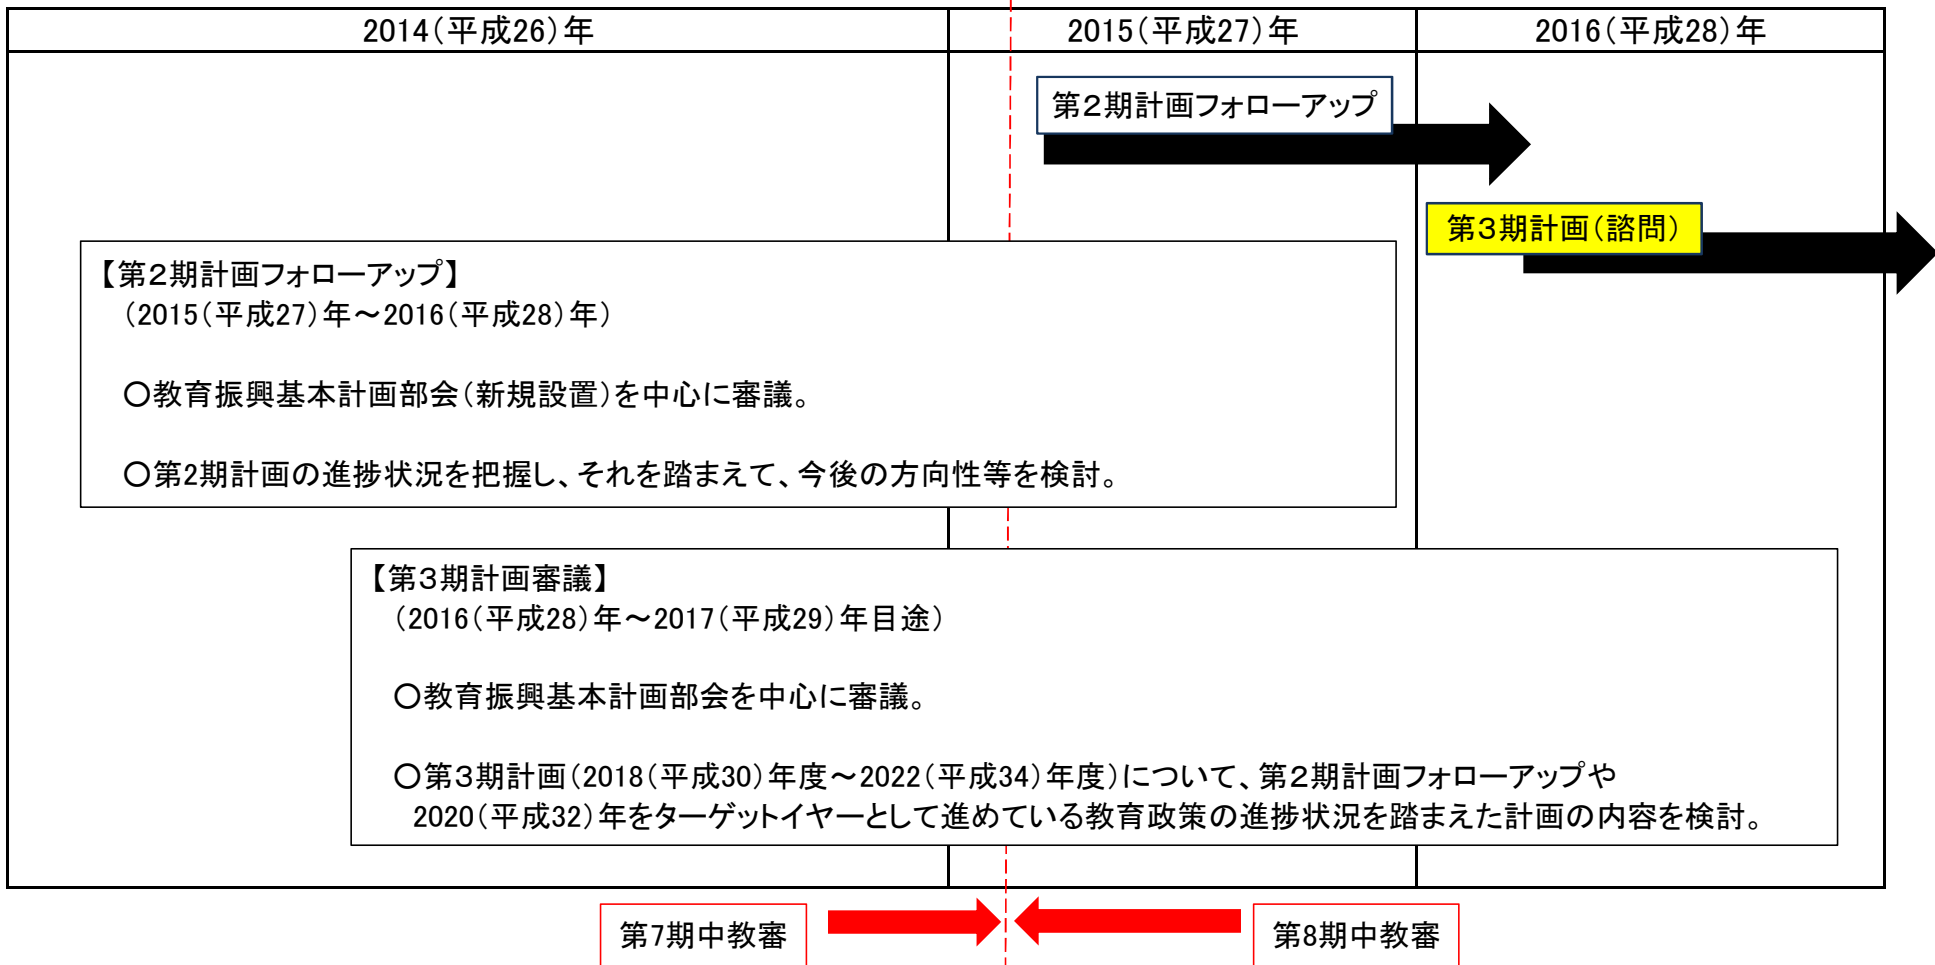 2014（平成26）年
2015（平成27）年
2016（平成28）年
第２期計画フォローアップ
第３期計画（諮問）
【第２期計画フォローアップ】
（2015（平成27）年～2016（平成28）年）
○教育振興基本計画部会（新規設置）を中心に審議。
○第2期計画の進捗状況を把握し、それを踏まえて、今後の方向性等を検討。
【第３期計画審議】
（2016（平成28）年～2017（平成29）年目途）
○教育振興基本計画部会を中心に審議。
○第３期計画（2018（平成30）年度～2022（平成34）年度）について、第２期計画フォローアップや
2020（平成32）年をターゲットイヤーとして進めている教育政策の進捗状況を踏まえた計画の内容を検討。
第7期中教審
第8期中教審